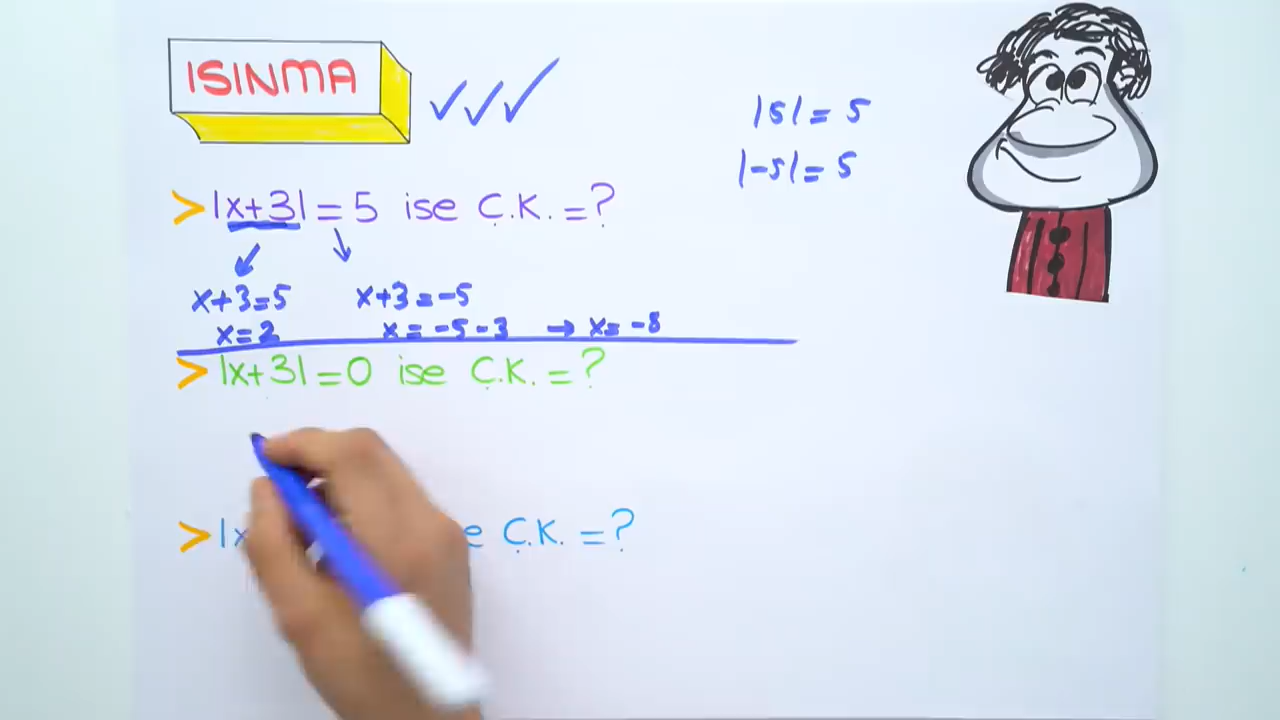 ISINMA
|5| = 5
|-5| = 5
> |x+3| = 5 ise Ç.K. = ?
x+3=5 x+3=-5
x=2 x=-5-3 → x=-8
> |x+3| = 0 ise Ç.K. = ?
> |x Ç.K. = ?